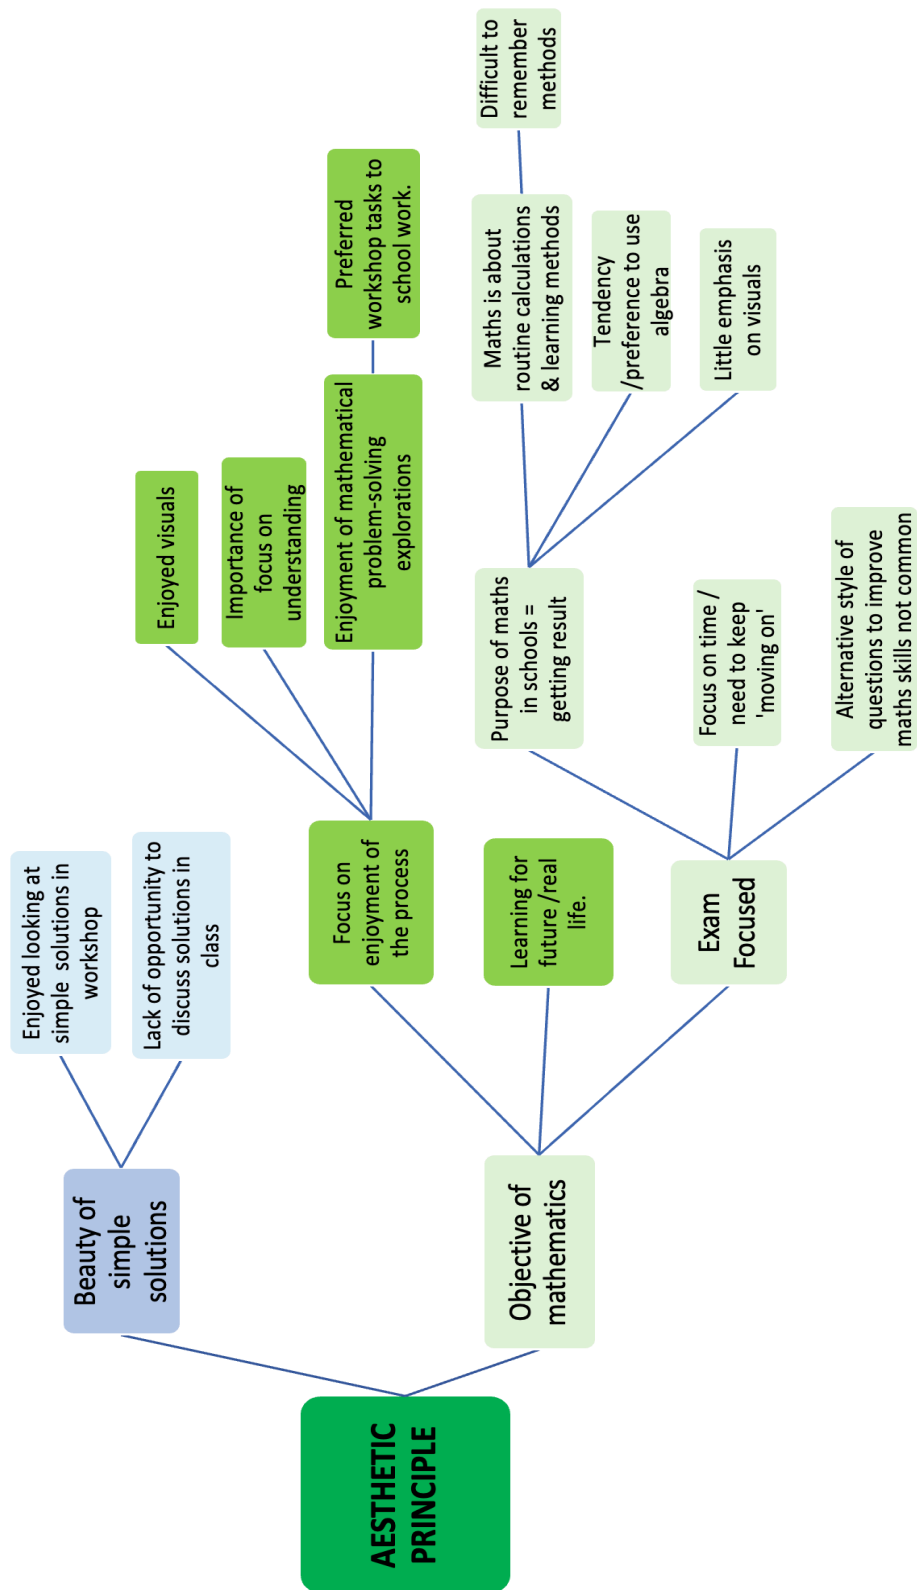 AESTHETIC
PRINCIPLE
Beauty of
simple
solutions
Enjoyed looking at
simple solutions in
workshop
Lack of opportunity to
discuss solutions in
class
Objective of
mathematics
Focus on
enjoyment of
the process
Enjoyed visuals
Importance of
focus on
understanding
Enjoyment of mathematical
problem-solving
explorations
Preferred
workshop tasks to
school work.
Learning for
future /real
life.
Exam
Focused
Purpose of maths
in schools =
getting result
Maths is about
routine calculations
& learning methods
Difficult to
remember
methods
Tendency
/preference to use
algebra
Little emphasis
on visuals
Focus on time /
need to keep
'moving on'
Alternative style of
questions to improve
maths skills not common